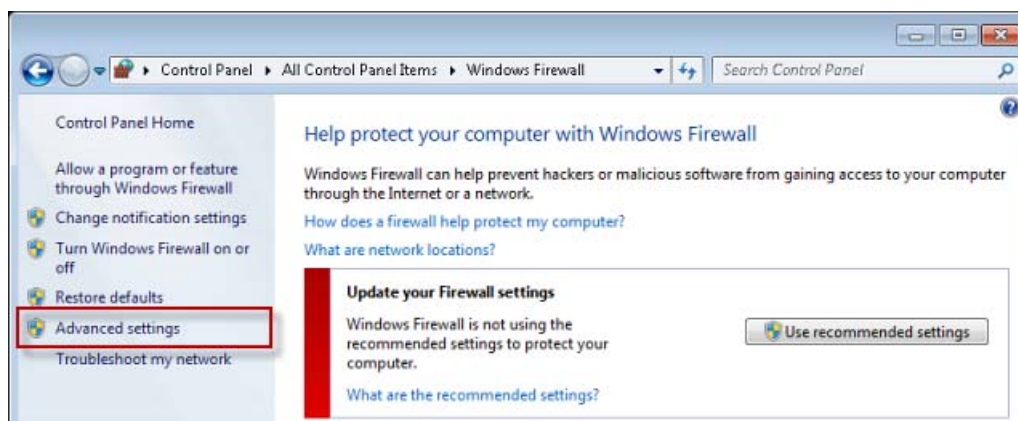 Control Panel ▸ All Control Panel Items ▸ Windows Firewall
Search Control Panel
Control Panel Home
Allow a program or feature
through Windows Firewall
Change notification settings
Turn Windows Firewall on or
off
Restore defaults
Advanced settings
Troubleshoot my network
Help protect your computer with Windows Firewall
Windows Firewall can help prevent hackers or malicious software from gaining access to your computer
through the Internet or a network.
How does a firewall help protect my computer?
What are network locations?
Update your Firewall settings
Windows Firewall is not using the
recommended settings to protect your
computer.
Use recommended settings
What are the recommended settings?